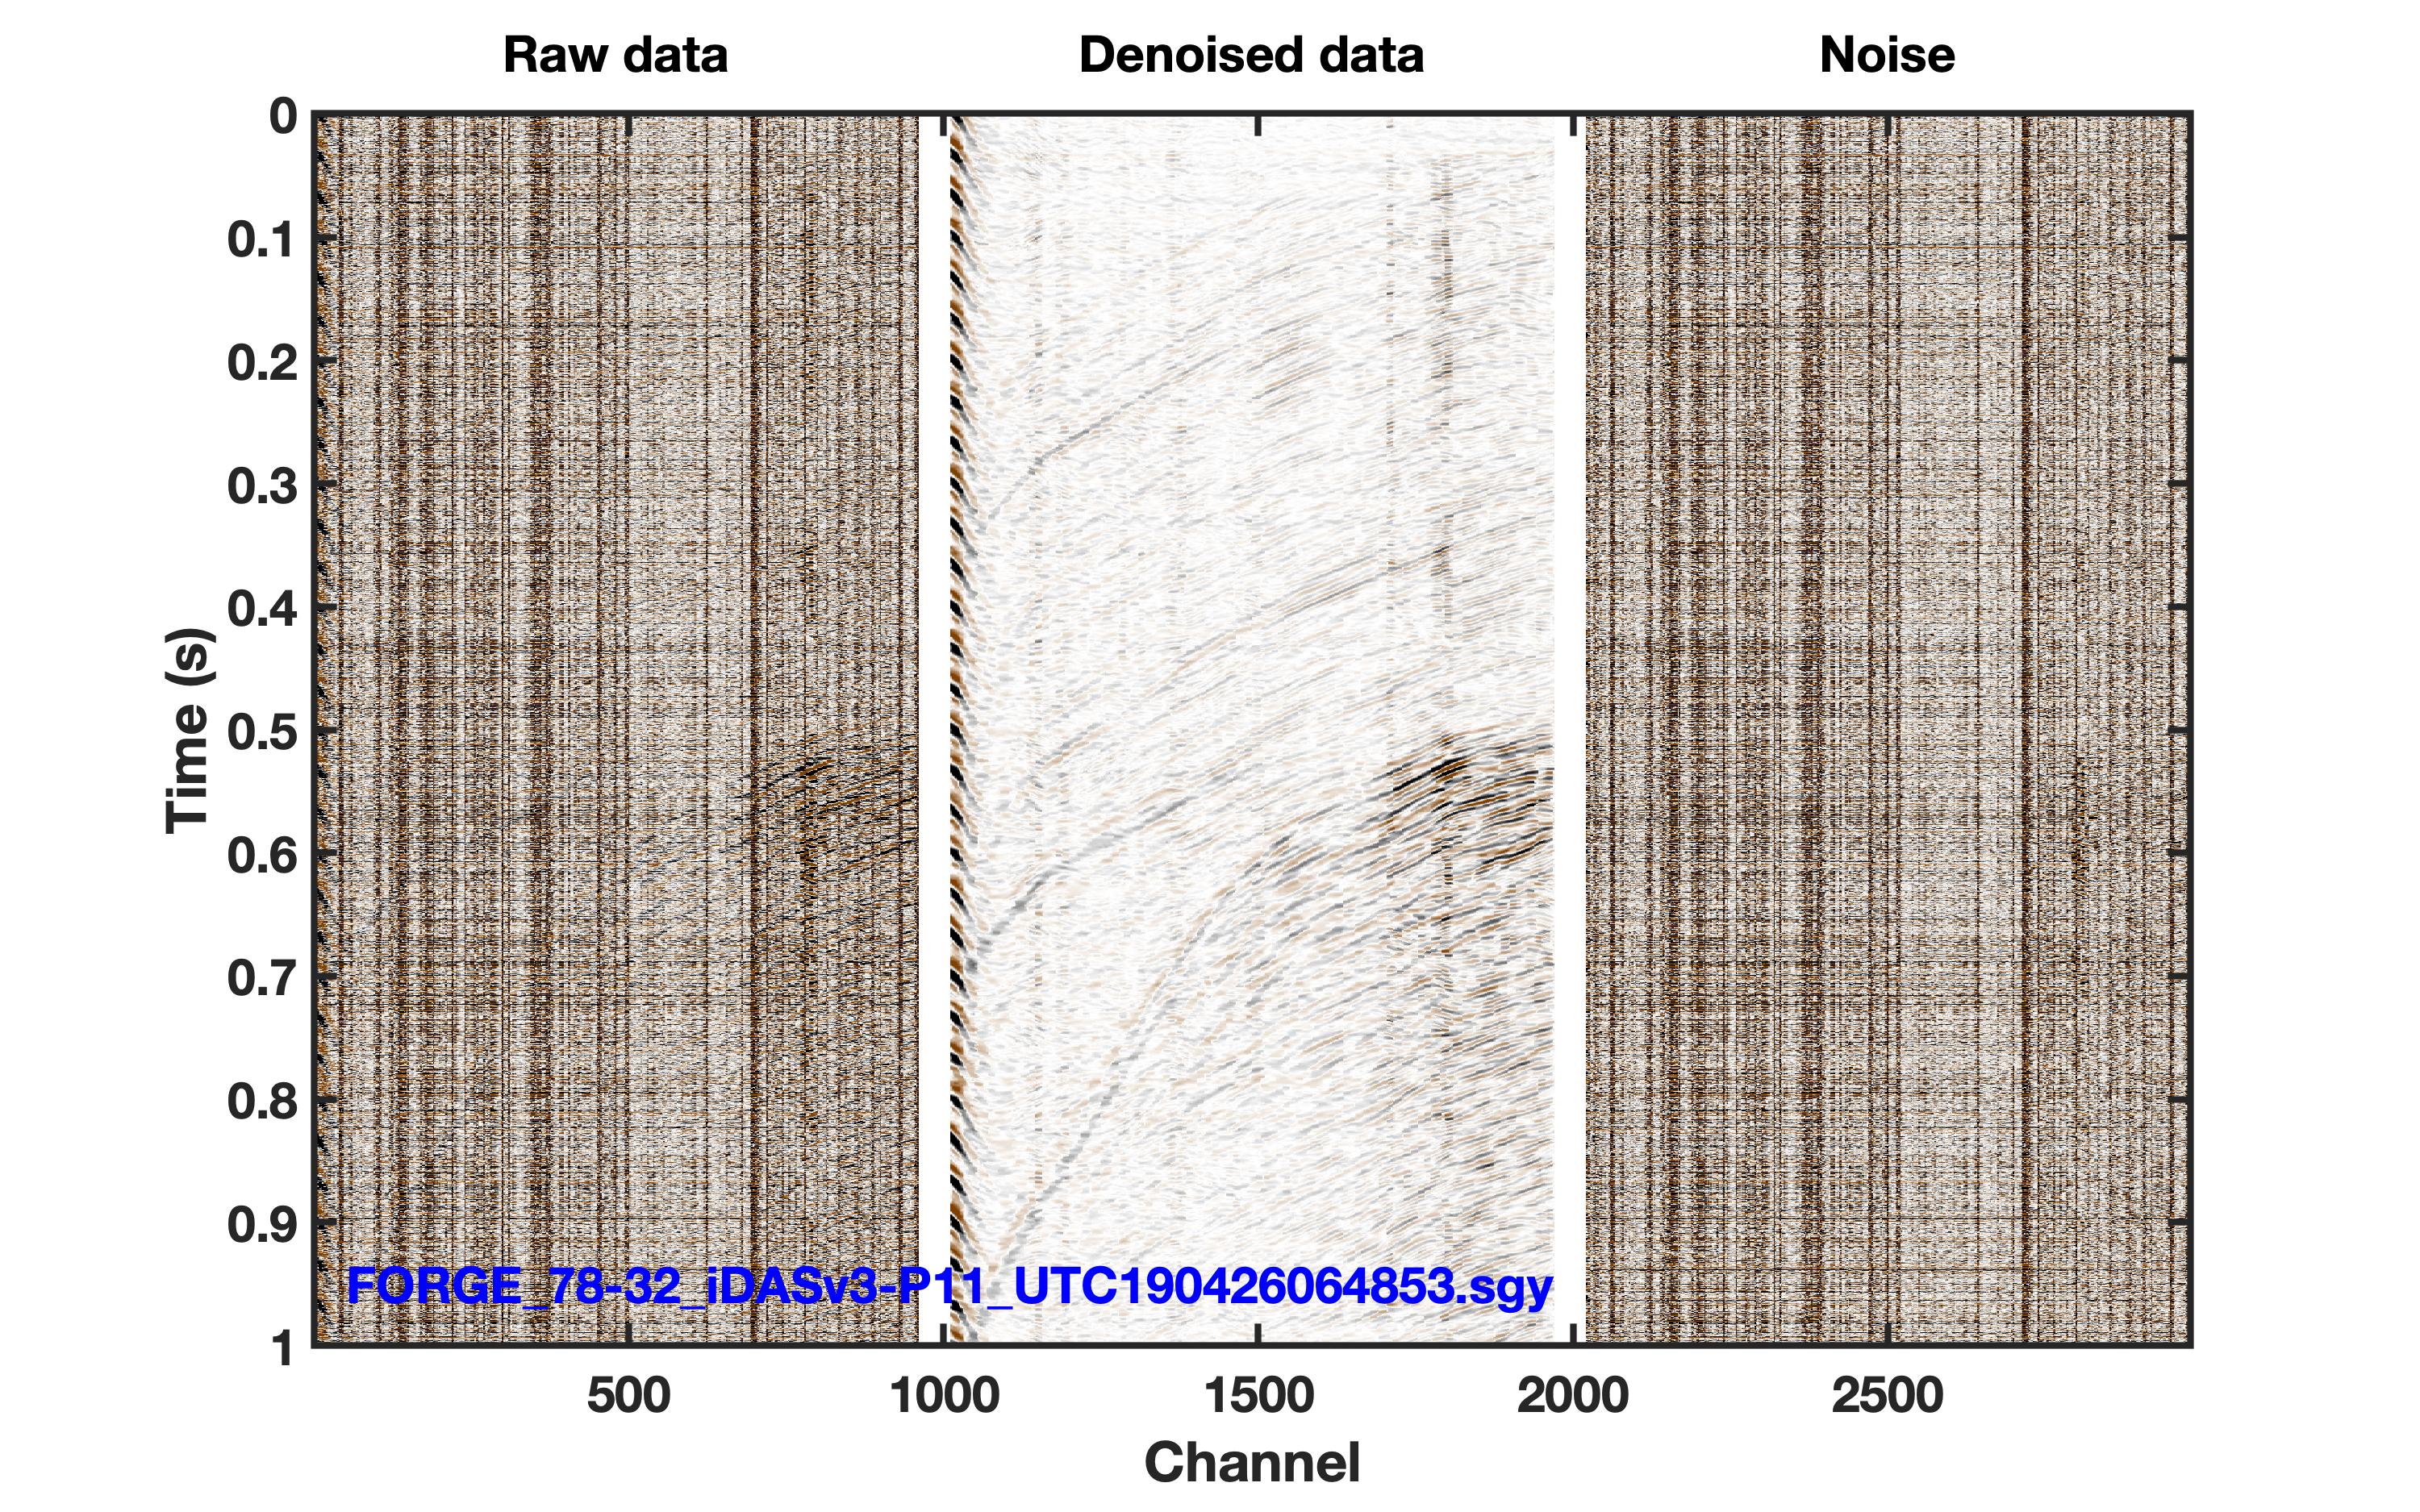 Raw data
Denoised data
Noise
0
0.1
0.2
0.3
0.4
0.5
0.6
0.7
0.8
0.9
1
Time (s)
FORGE_78-32_iDASv3-P11_UTC190426064853.sgy
500
1000
1500
2000
2500
Channel